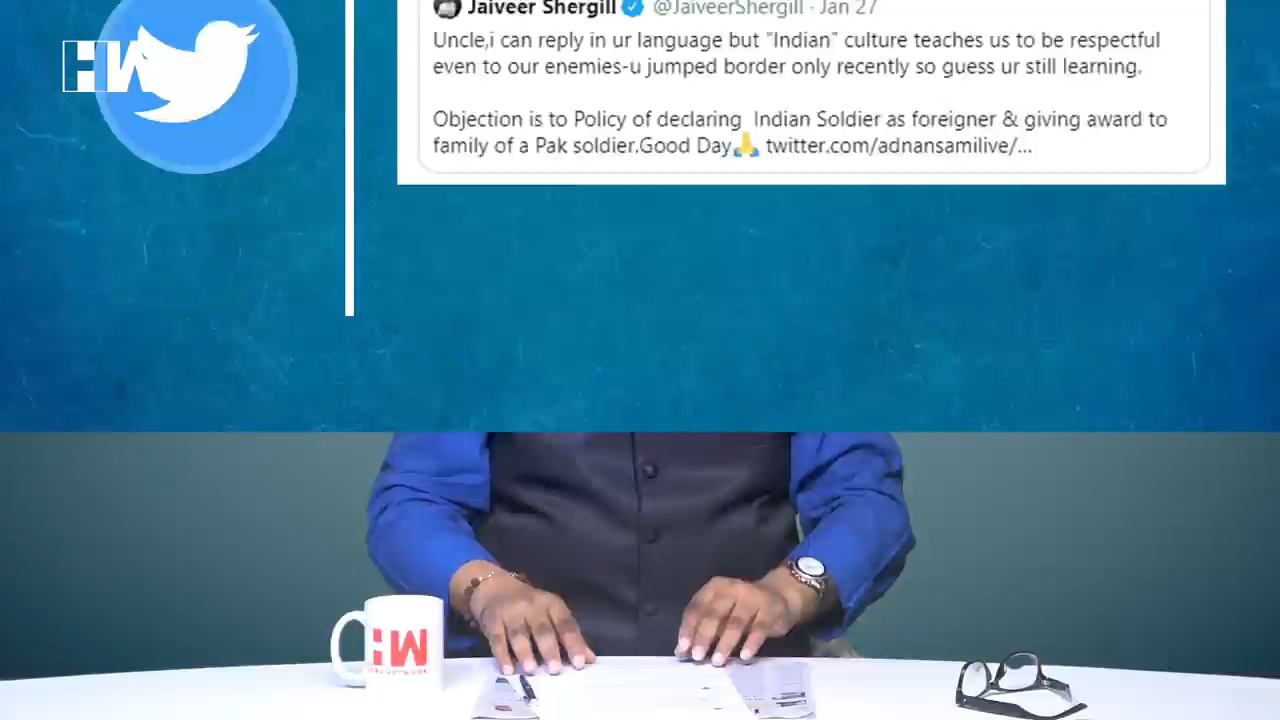 HW
Jaiveer Shergill @JaiveerShergill · Jan 27
Uncle,i can reply in ur language but "Indian" culture teaches us to be respectful
even to our enemies-u jumped border only recently so guess ur still learning.
Objection is to Policy of declaring  Indian Soldier as foreigner & giving award to
family of a Pak soldier.Good Day🙏 twitter.com/adnansamilive/...
HW